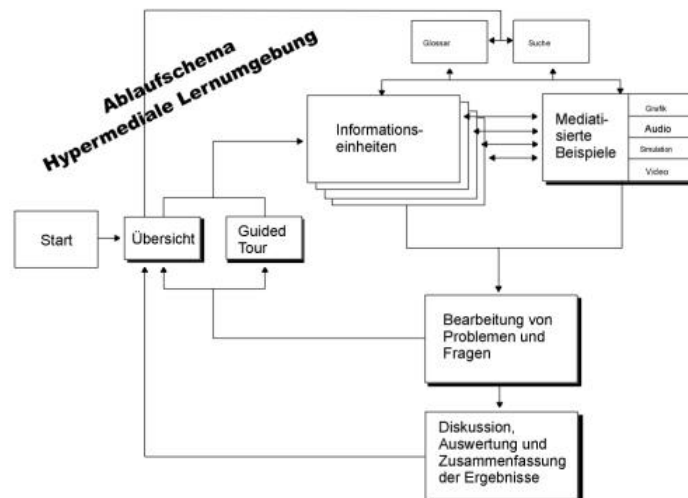 Ablaufschema
Hypermediale Lernumgebung
Glossar
Suche
Informations-
einheiten
Mediati-
sierte
Beispiele
Grafik
Audio
Simulation
Video
Start
Übersicht
Guided
Tour
Bearbeitung von
Problemen und
Fragen
Diskussion,
Auswertung und
Zusammenfassung
der Ergebnisse